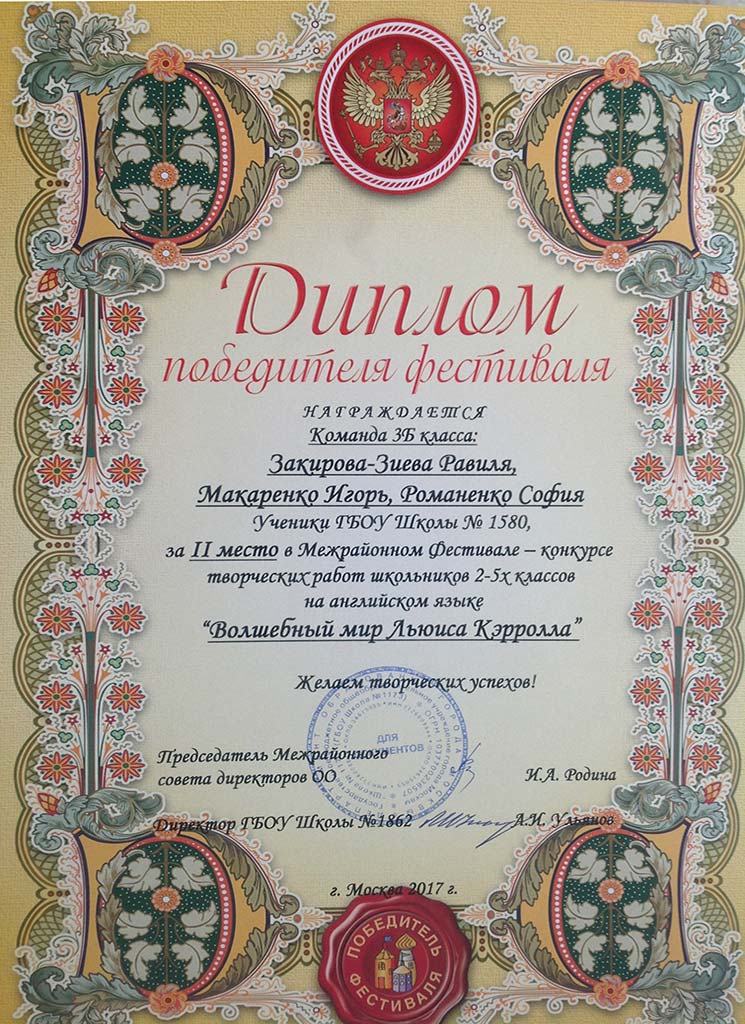 Диплом
победителя фестиваля
НАГРАЖДАЕТСЯ
Команда 3Б класса:
Закирова-Зиева Равиля,
Макаренко Игорь, Романенко София
Ученики ГБОУ Школы № 1580,
за II место в Межрайонном Фестивале – конкурсе
творческих работ школьников 2-5х классов
на английском языке
“Волшебный мир Льюиса Кэрролла”
Желаем творческих успехов!
ДЛЯ
ДОКУМЕНТОВ
Председатель Межрайонного
совета директоров ОО
И.А. Родина
Директор ГБОУ Школы №1862
А.И. Ульянов
г. Москва 2017 г.
ПОБЕДИТЕЛЬ
ФЕСТИВАЛЯ